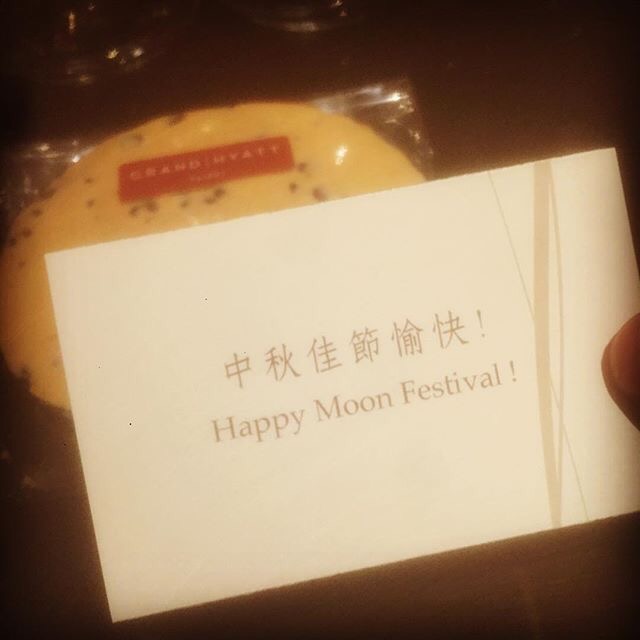 GRAND HYATT
中秋佳節愉快!
Happy Moon Festival !